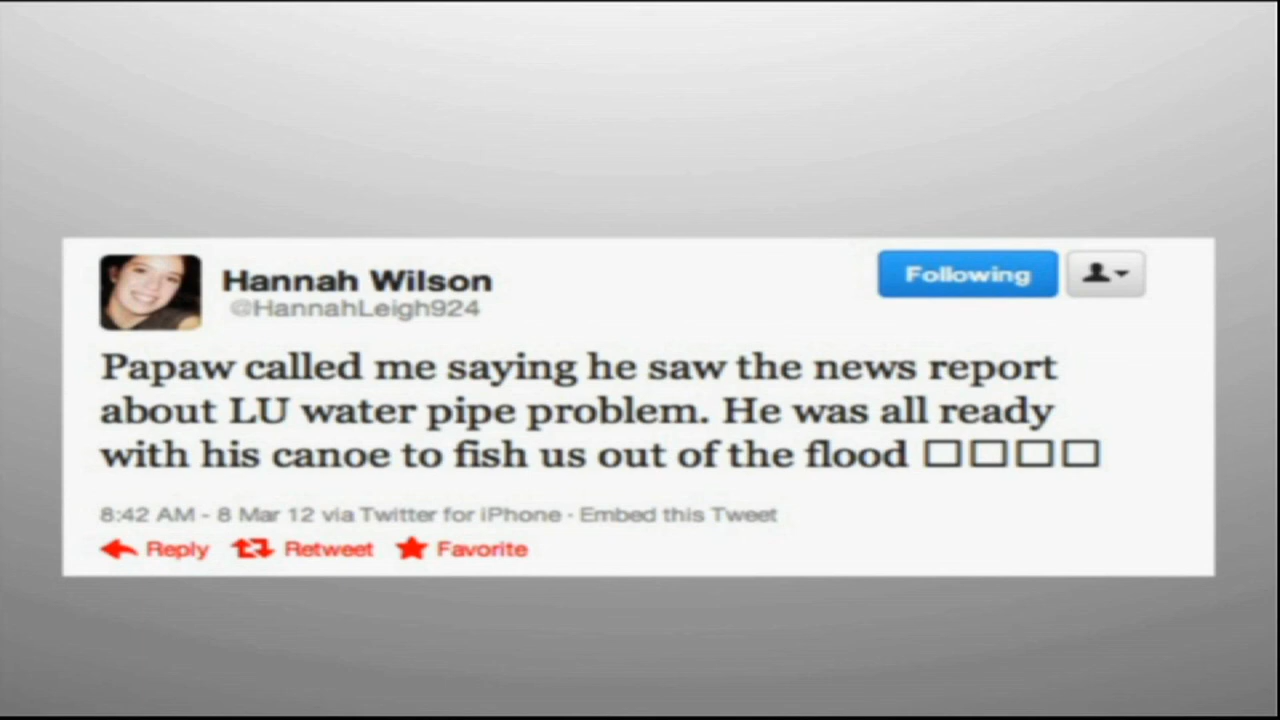 Hannah Wilson
Following
@HannahLeigh924
Papaw called me saying he saw the news report
about LU water pipe problem. He was all ready
with his canoe to fish us out of the flood □□□□
8:42 AM - 8 Mar 12 via Twitter for iPhone · Embed this Tweet
Reply Retweet Favorite